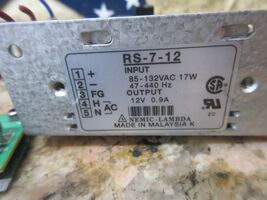 RS-7-12
INPUT
85-132VAC 17W
47-440 Hz
OUTPUT
12V 0.9A
1 +
2 -
3 FG
4 H AC
5 N
NEMIC-LAMBDA
MADE IN MALAYSIA K